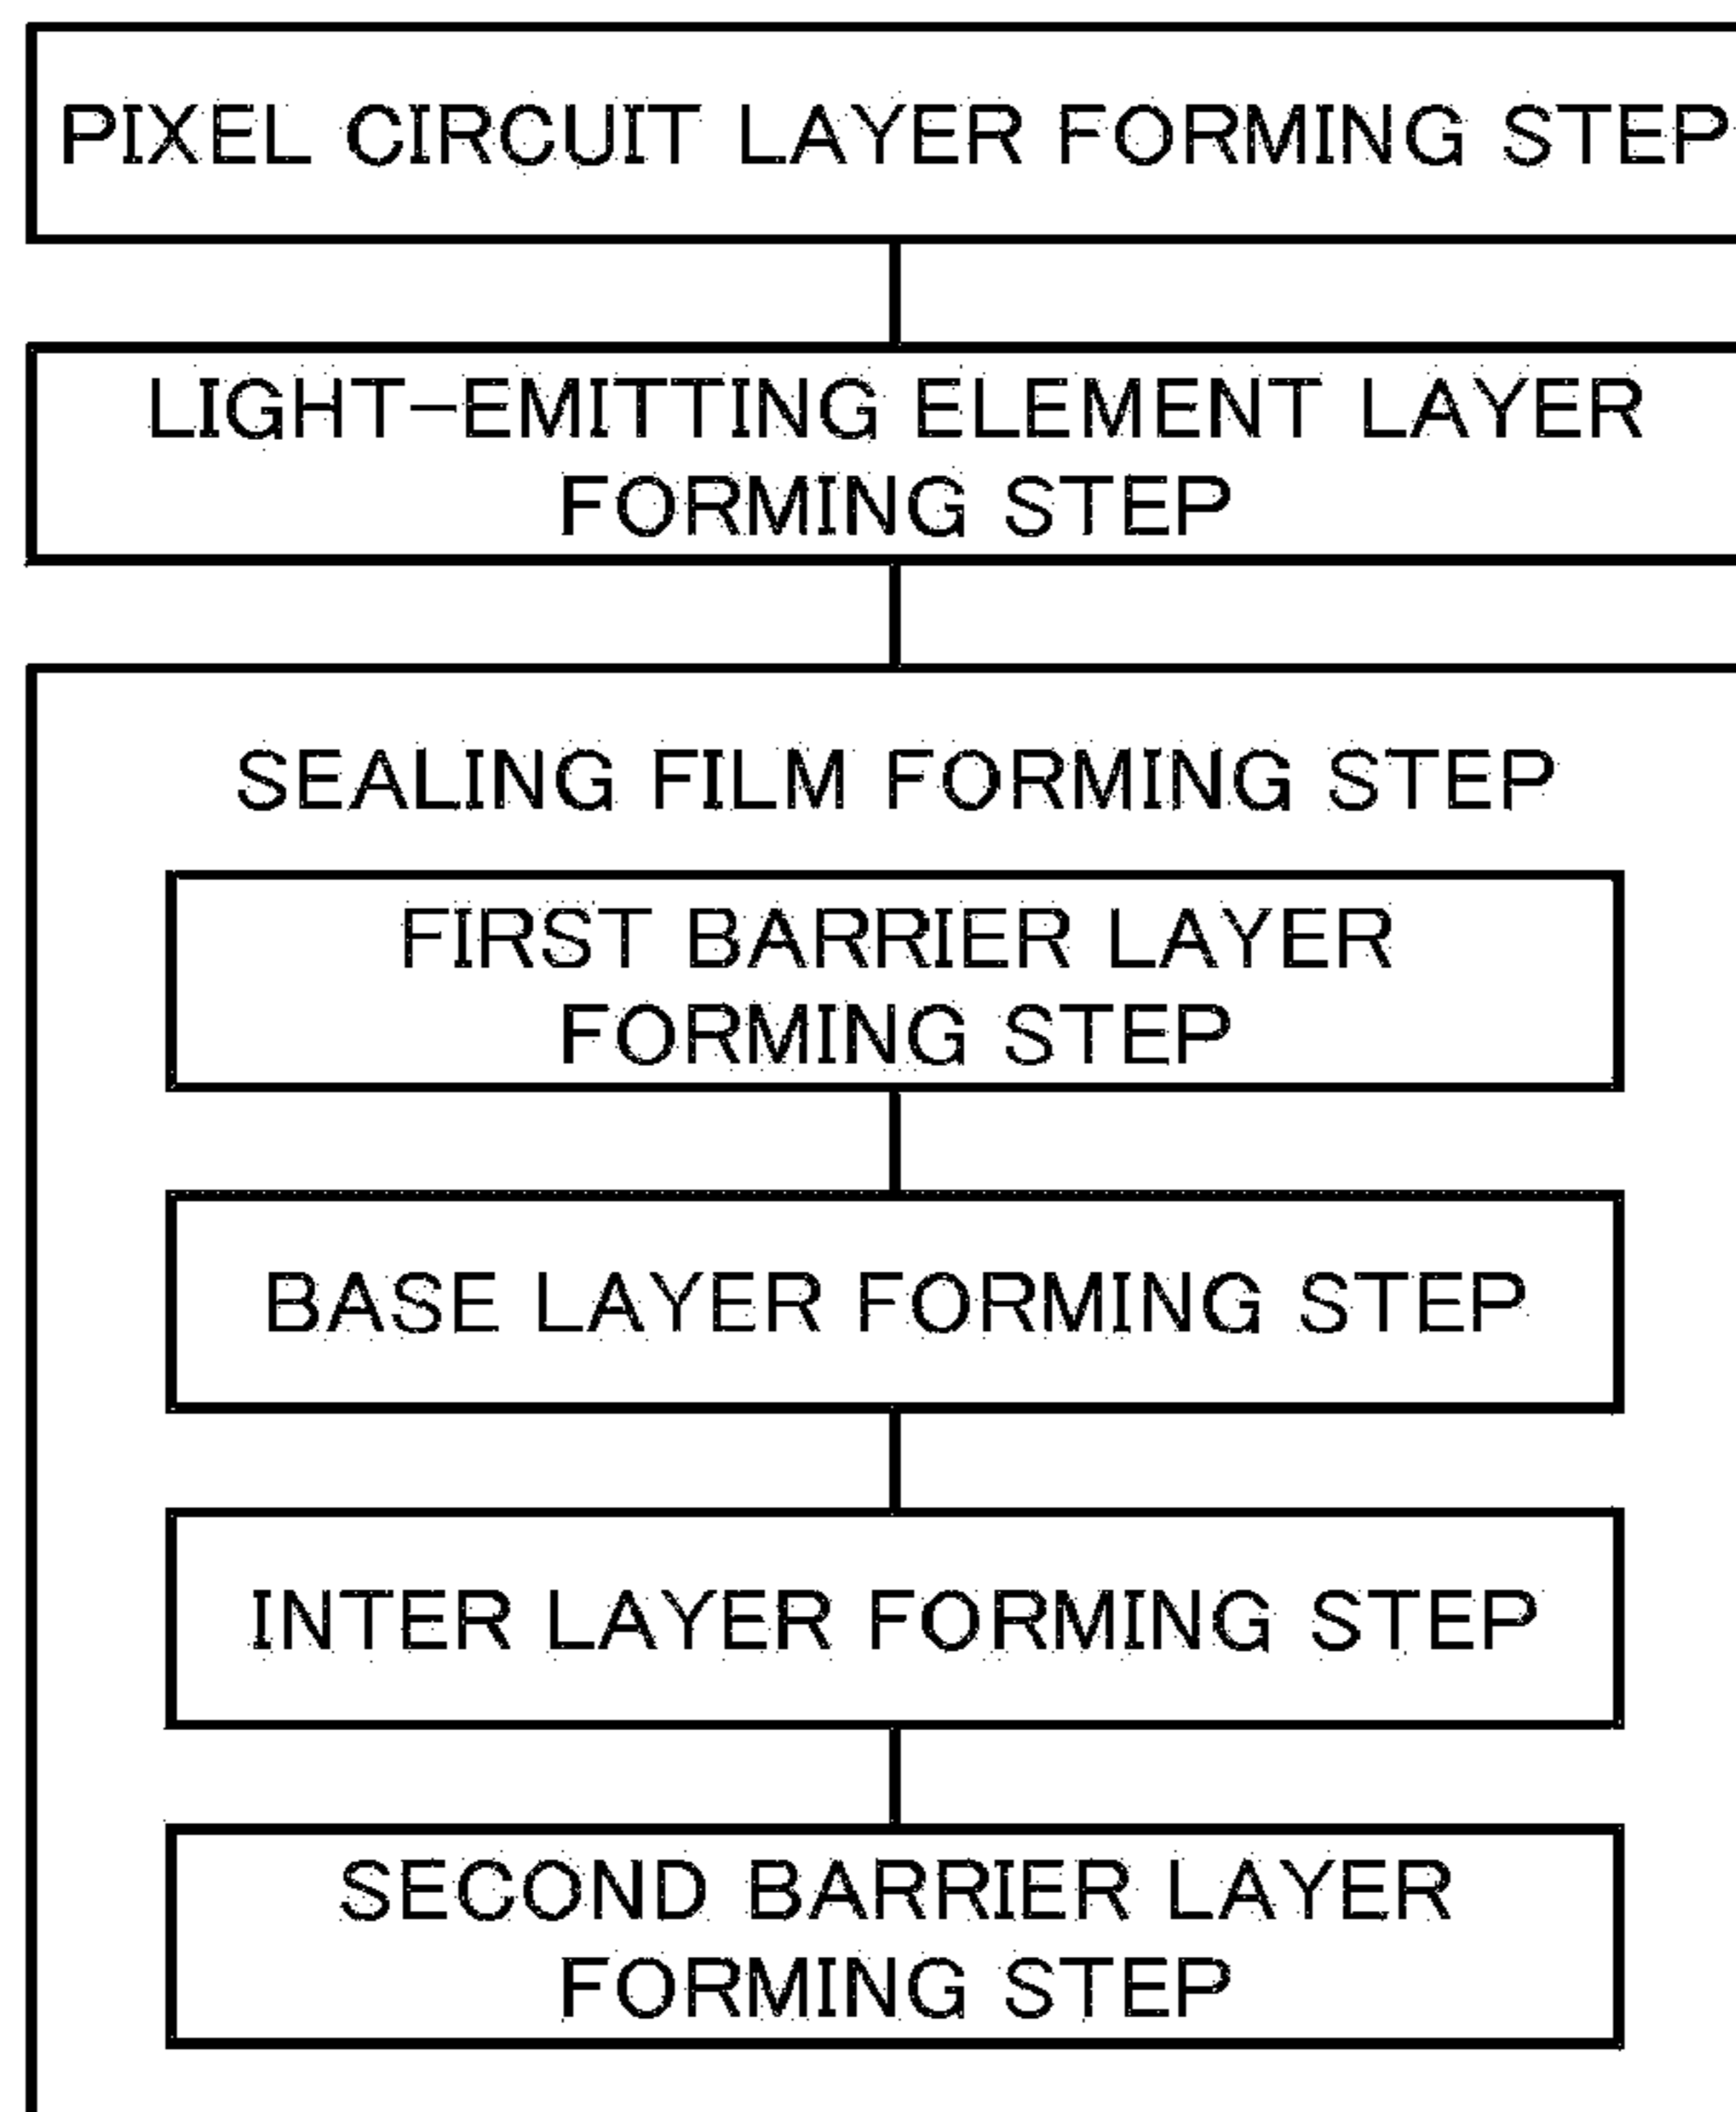 PIXEL CIRCUIT LAYER FORMING STEP
LIGHT-EMITTING ELEMENT LAYER
FORMING STEP
SEALING FILM FORMING STEP
FIRST BARRIER LAYER
FORMING STEP
BASE LAYER FORMING STEP
INTER LAYER FORMING STEP
SECOND BARRIER LAYER
FORMING STEP